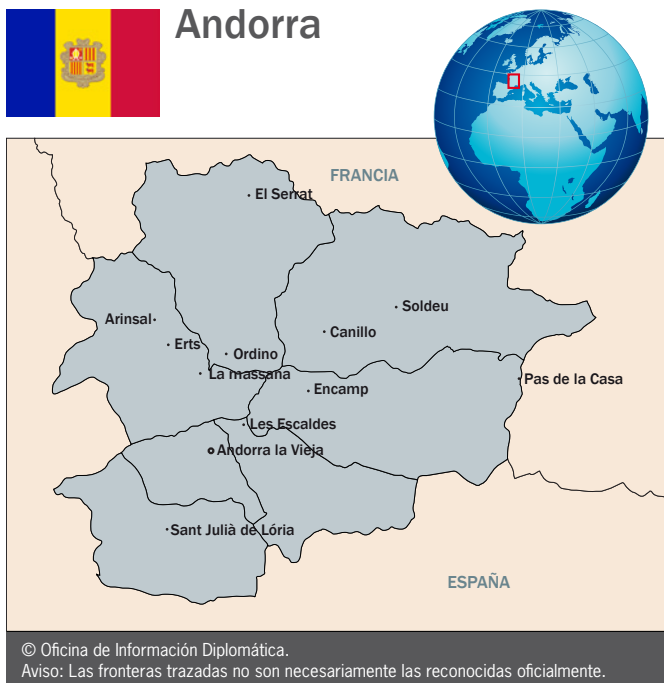 Andorra
FRANCIA
El Serrat
Soldeu
Arinsal
Canillo
Erts
Ordino
La massana
Pas de la Casa
Encamp
Les Escaldes
Andorra la Vieja
Sant Julià de Lória
ESPAÑA
© Oficina de Información Diplomática.
Aviso: Las fronteras trazadas no son necesariamente las reconocidas oficialmente.